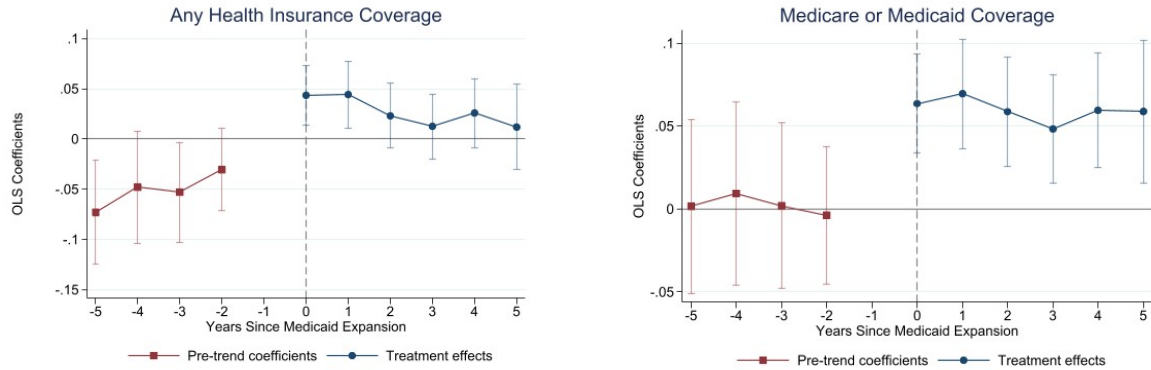 Any Health Insurance Coverage
.1
.05
0
-.05
-.1
-.15
OLS Coefficients
-5 -4 -3 -2 -1 0 1 2 3 4 5
Years Since Medicaid Expansion
Pre-trend coefficients Treatment effects
Medicare or Medicaid Coverage
.1
.05
0
-.05
OLS Coefficients
-5 -4 -3 -2 -1 0 1 2 3 4 5
Years Since Medicaid Expansion
Pre-trend coefficients Treatment effects